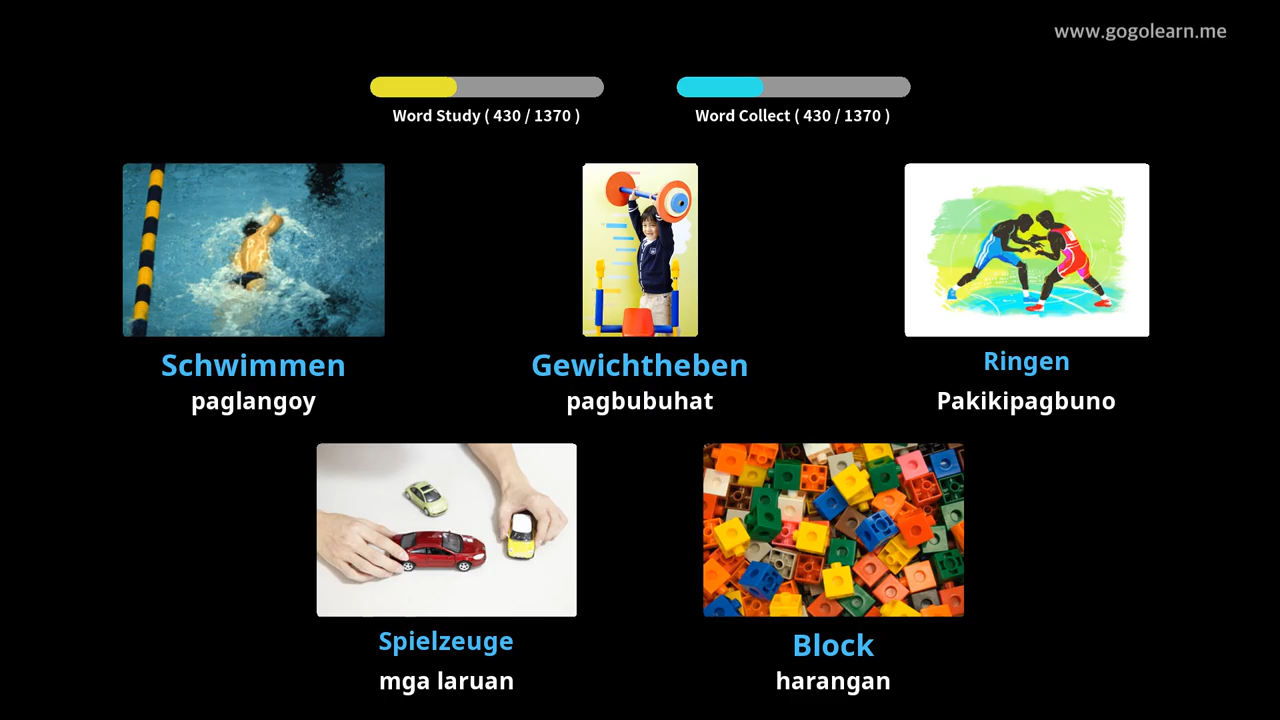 www.gogolearn.me
Word Study ( 430 / 1370 )
Word Collect ( 430 / 1370 )
Schwimmen
paglangoy
Gewichtheben
pagbubuhat
Ringen
Pakikipagbuno
Spielzeuge
mga laruan
Block
harangan